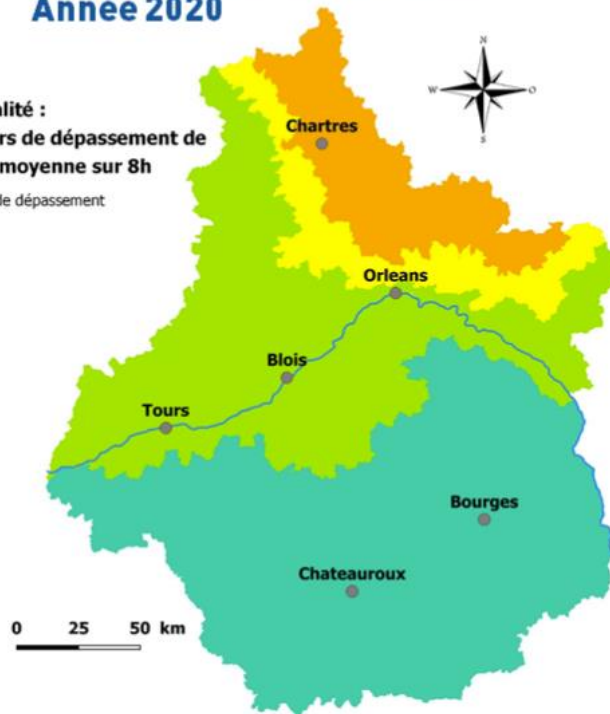 Année 2020
alité :
rs de dépassement de
moyenne sur 8h
de dépassement
N
W
O
S
Chartres
Orleans
Blois
Tours
Bourges
Chateauroux
0 25 50 km